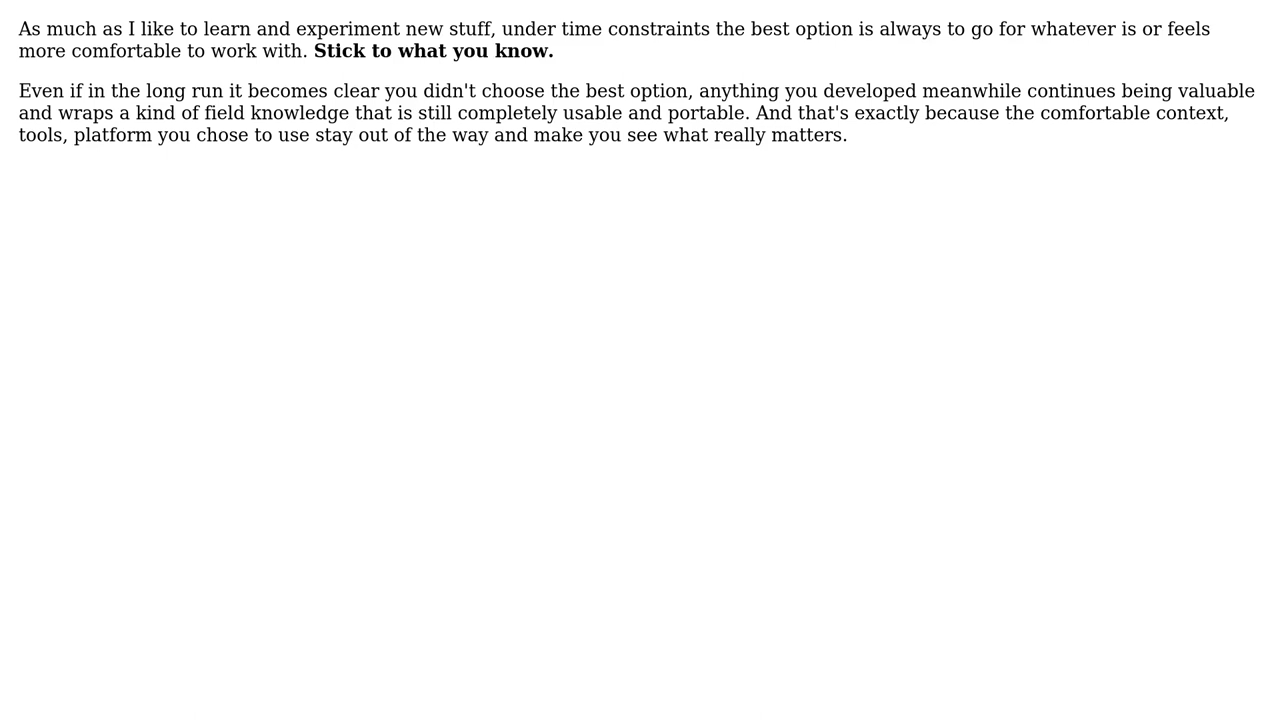 As much as I like to learn and experiment new stuff, under time constraints the best option is always to go for whatever is or feels
more comfortable to work with. Stick to what you know.
Even if in the long run it becomes clear you didn't choose the best option, anything you developed meanwhile continues being valuable
and wraps a kind of field knowledge that is still completely usable and portable. And that's exactly because the comfortable context,
tools, platform you chose to use stay out of the way and make you see what really matters.